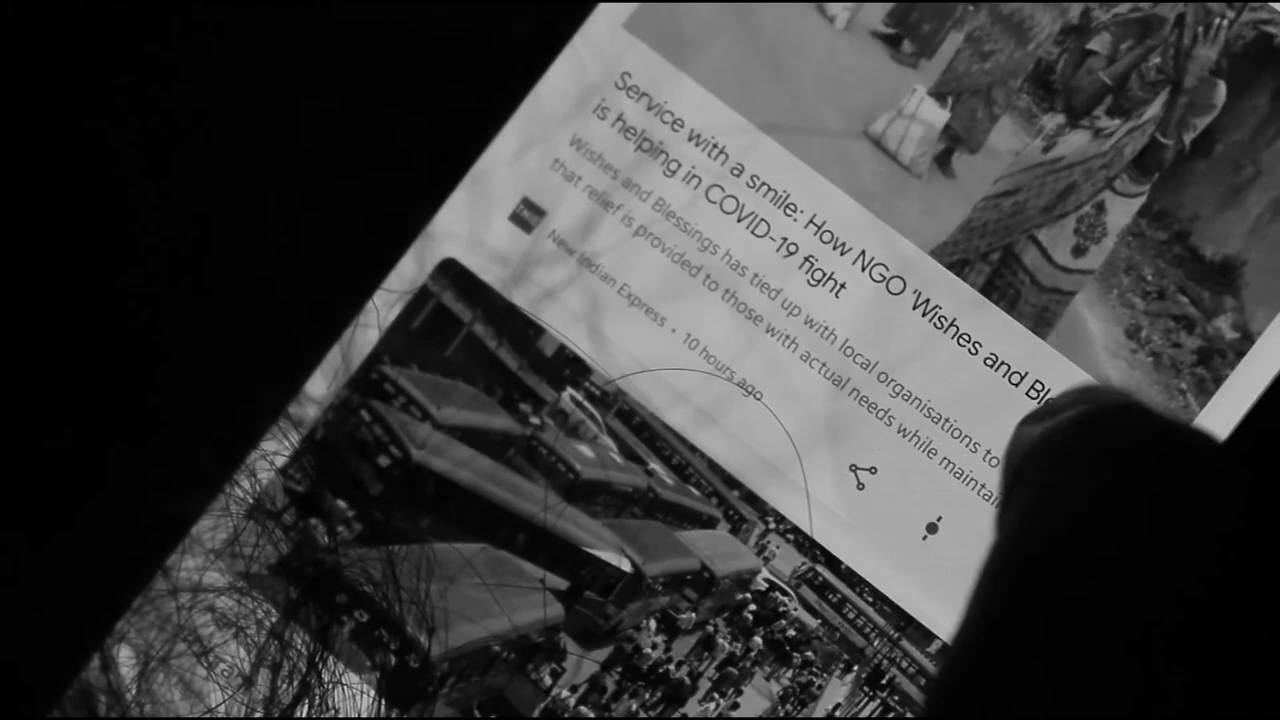 Service with a smile: How NGO 'Wishes and
is helping in COVID-19 fight
Wishes and Blessings has tied up with local organisations to
that relief is provided to those with actual needs while
New Indian Express • 10 hours ago